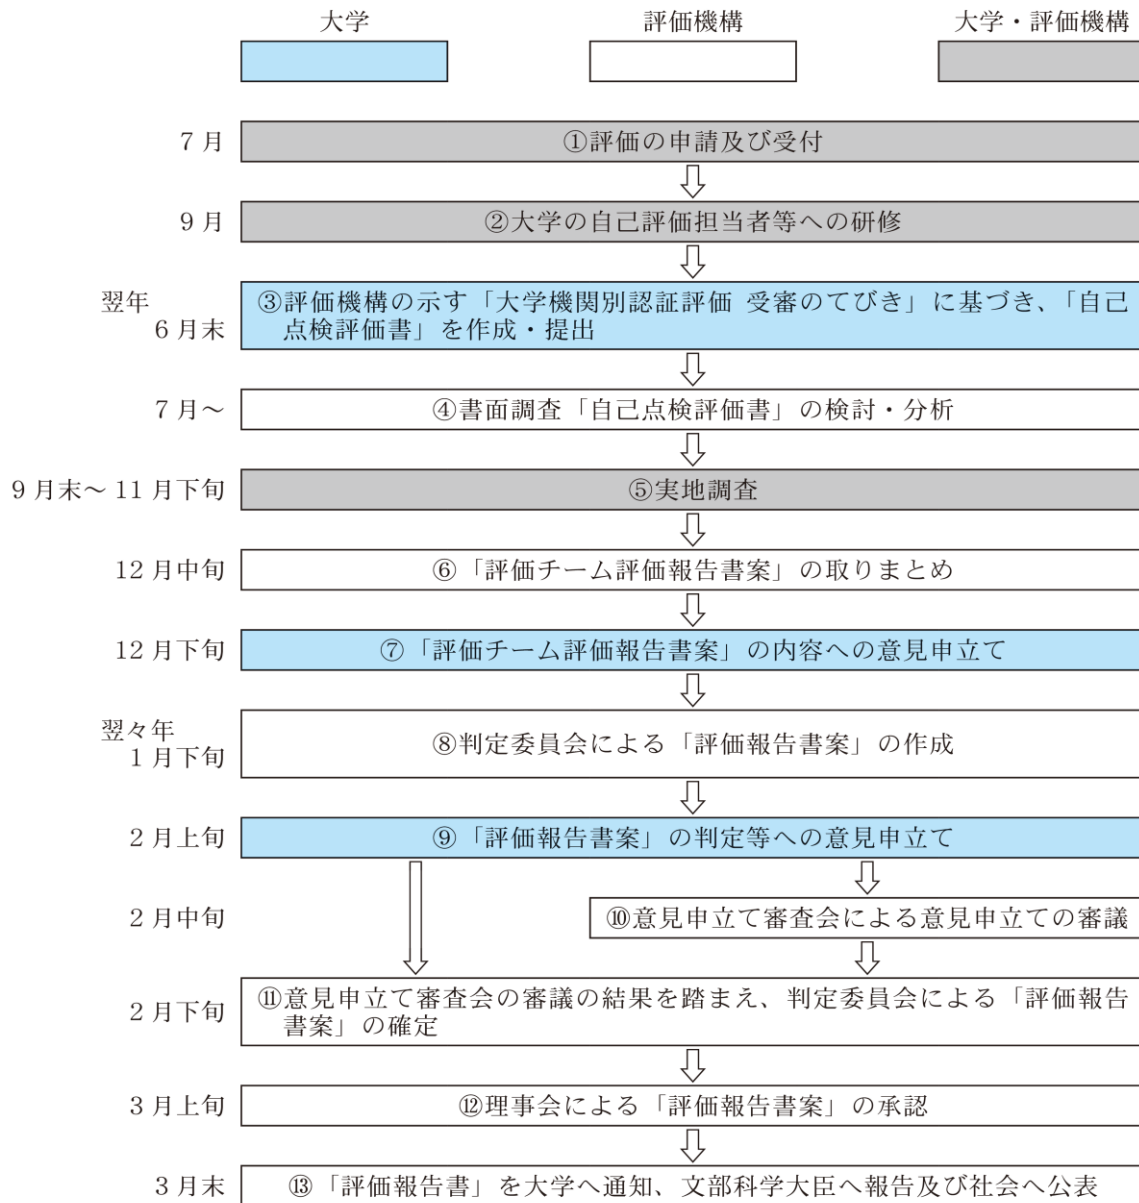 大学
評価機構
大学・評価機構
7月
①評価の申請及び受付
9月
②大学の自己評価担当者等への研修
翌年
6月末
③評価機構の示す「大学機関別認証評価 受審のてびき」に基づき、「自己
点検評価書」を作成・提出
7月～
④書面調査「自己点検評価書」の検討・分析
9月末～11月下旬
⑤実地調査
12月中旬
⑥「評価チーム評価報告書案」の取りまとめ
12月下旬
⑦「評価チーム評価報告書案」の内容への意見申立て
翌々年
1月下旬
⑧判定委員会による「評価報告書案」の作成
2月上旬
⑨「評価報告書案」の判定等への意見申立て
2月中旬
⑩意見申立て審査会による意見申立ての審議
2月下旬
⑪意見申立て審査会の審議の結果を踏まえ、判定委員会による「評価報告
書案」の確定
3月上旬
⑫理事会による「評価報告書案」の承認
3月末
⑬「評価報告書」を大学へ通知、文部科学大臣へ報告及び社会へ公表